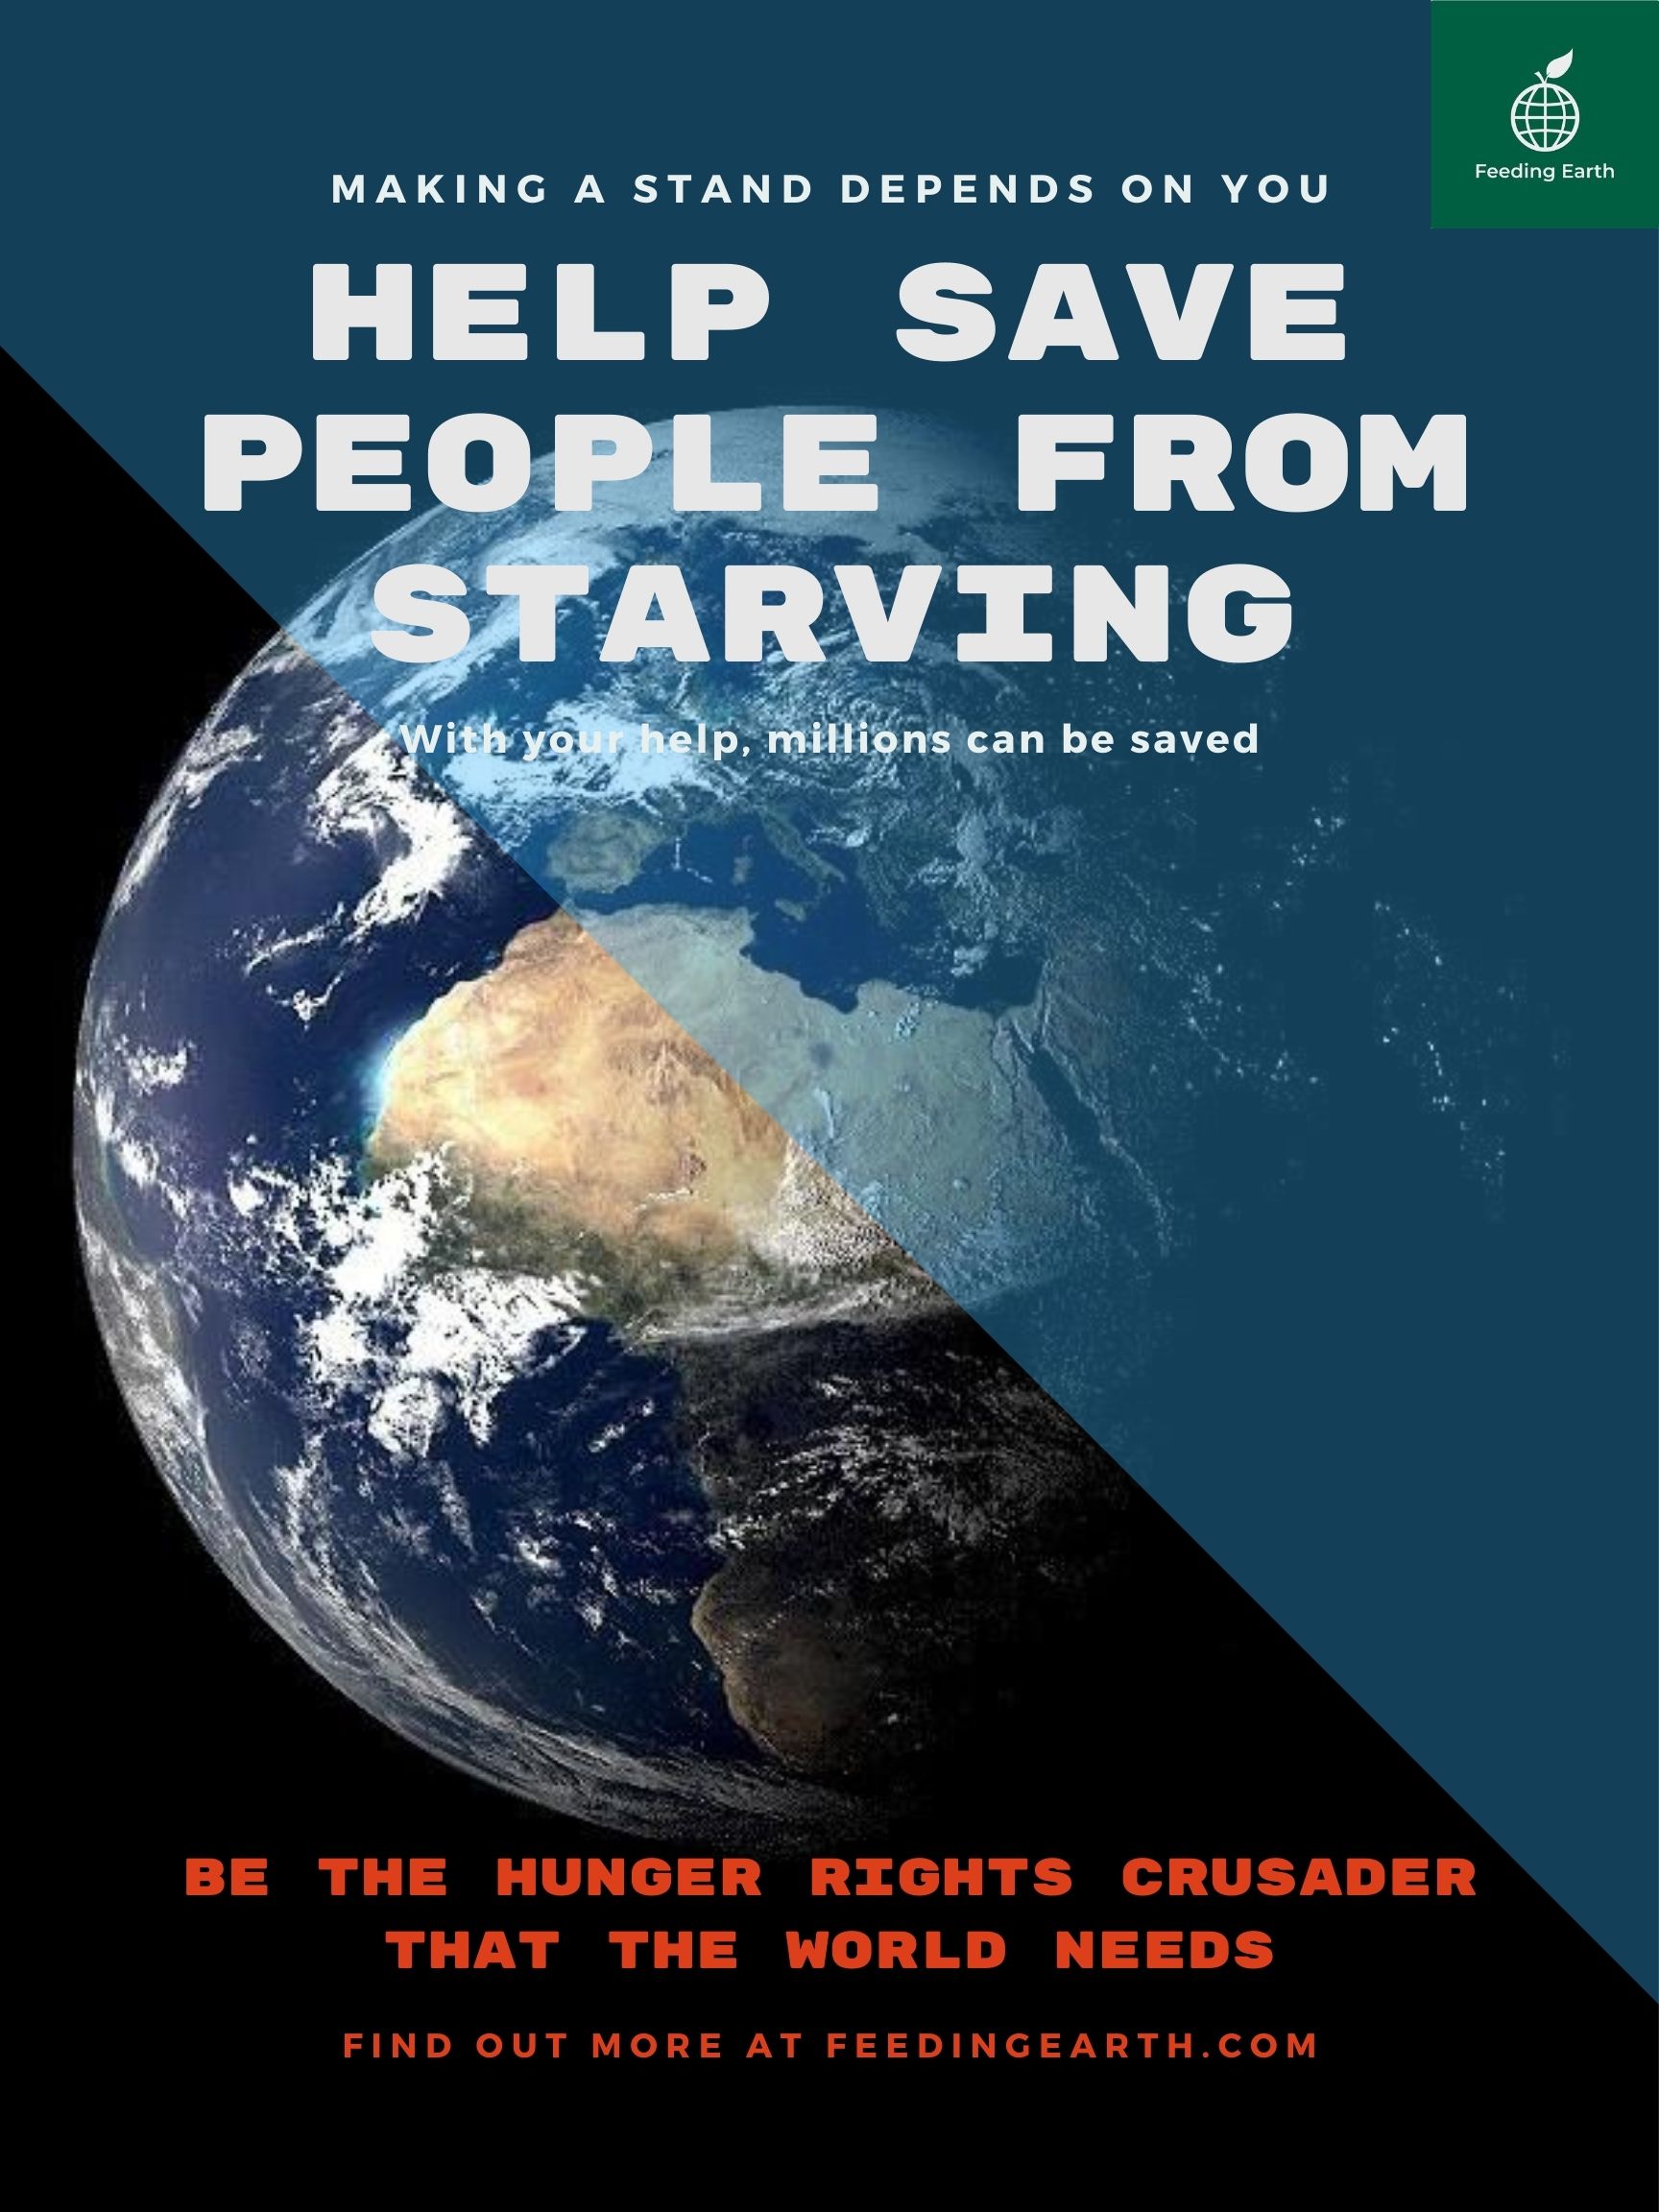 Feeding Earth
MAKING A STAND DEPENDS ON YOU
HELP SAVE
PEOPLE FROM
STARVING
With your help, millions can be saved
BE THE HUNGER RIGHTS CRUSADER
THAT THE WORLD NEEDS
FIND OUT MORE AT FEEDINGEARTH.COM